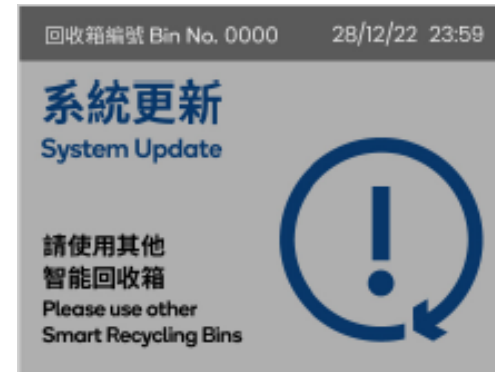 回收箱編號 Bin No. 0000 28/12/22 23:59
系統更新
System Update
請使用其他
智能回收箱
Please use other
Smart Recycling Bins